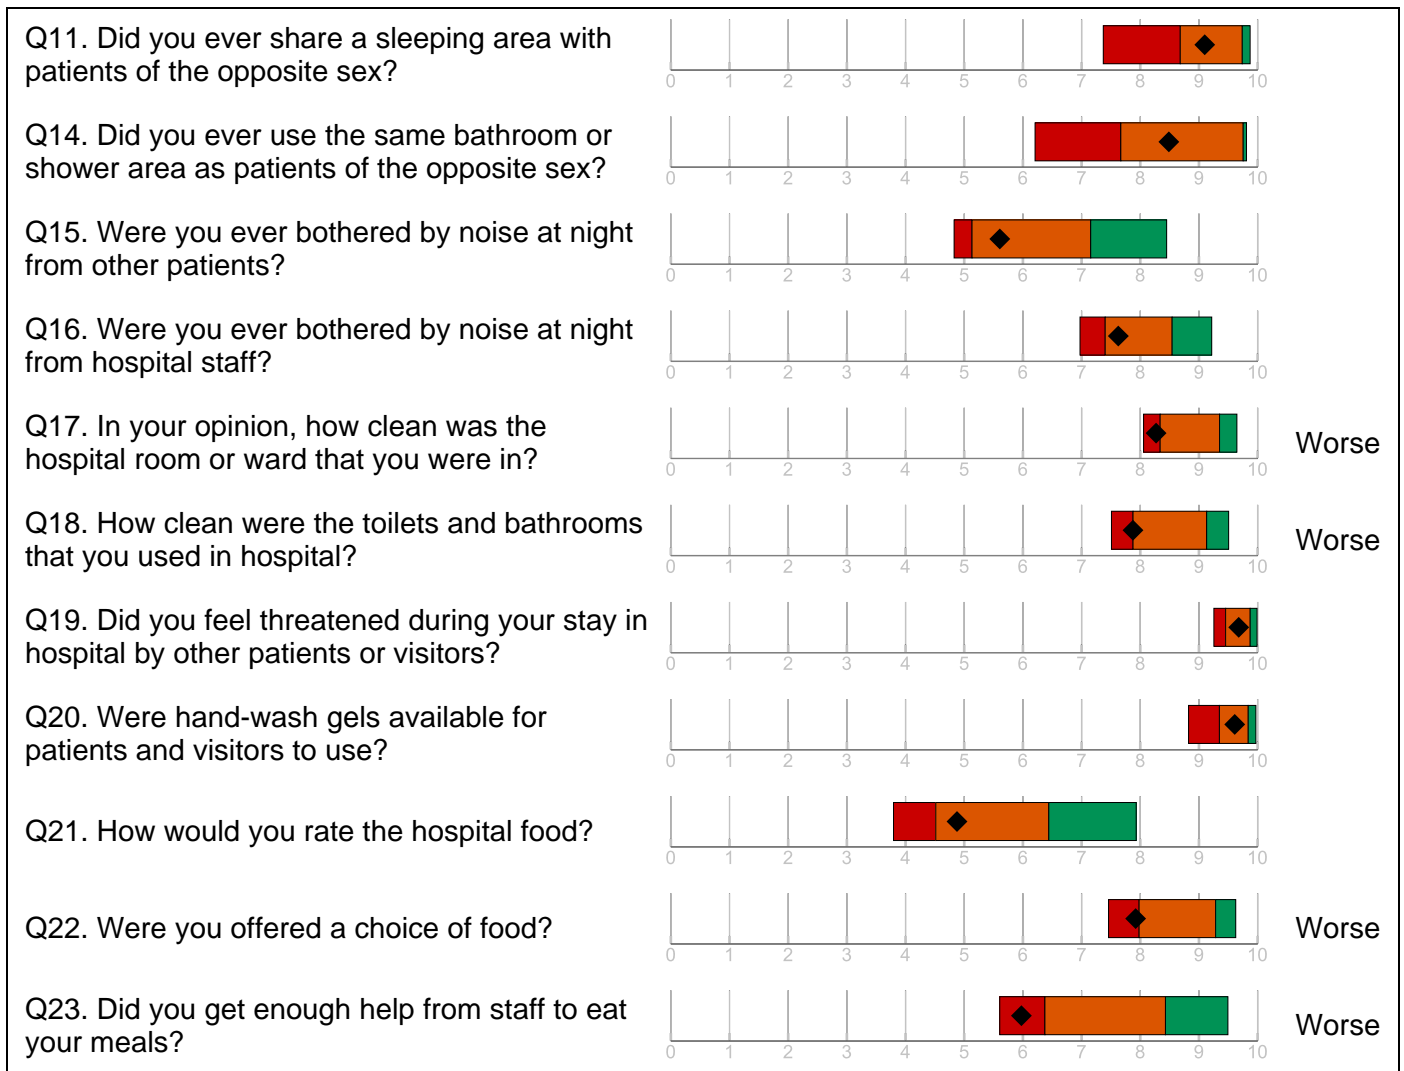 Q11. Did you ever share a sleeping area with
patients of the opposite sex?
0 1 2 3 4 5 6 7 8 9 10
Q14. Did you ever use the same bathroom or
shower area as patients of the opposite sex?
0 1 2 3 4 5 6 7 8 9 10
Q15. Were you ever bothered by noise at night
from other patients?
0 1 2 3 4 5 6 7 8 9 10
Q16. Were you ever bothered by noise at night
from hospital staff?
0 1 2 3 4 5 6 7 8 9 10
Q17. In your opinion, how clean was the
hospital room or ward that you were in?
Worse
0 1 2 3 4 5 6 7 8 9 10
Q18. How clean were the toilets and bathrooms
that you used in hospital?
Worse
0 1 2 3 4 5 6 7 8 9 10
Q19. Did you feel threatened during your stay in
hospital by other patients or visitors?
0 1 2 3 4 5 6 7 8 9 10
Q20. Were hand-wash gels available for
patients and visitors to use?
0 1 2 3 4 5 6 7 8 9 10
Q21. How would you rate the hospital food?
0 1 2 3 4 5 6 7 8 9 10
Q22. Were you offered a choice of food?
Worse
0 1 2 3 4 5 6 7 8 9 10
Q23. Did you get enough help from staff to eat
your meals?
Worse
0 1 2 3 4 5 6 7 8 9 10